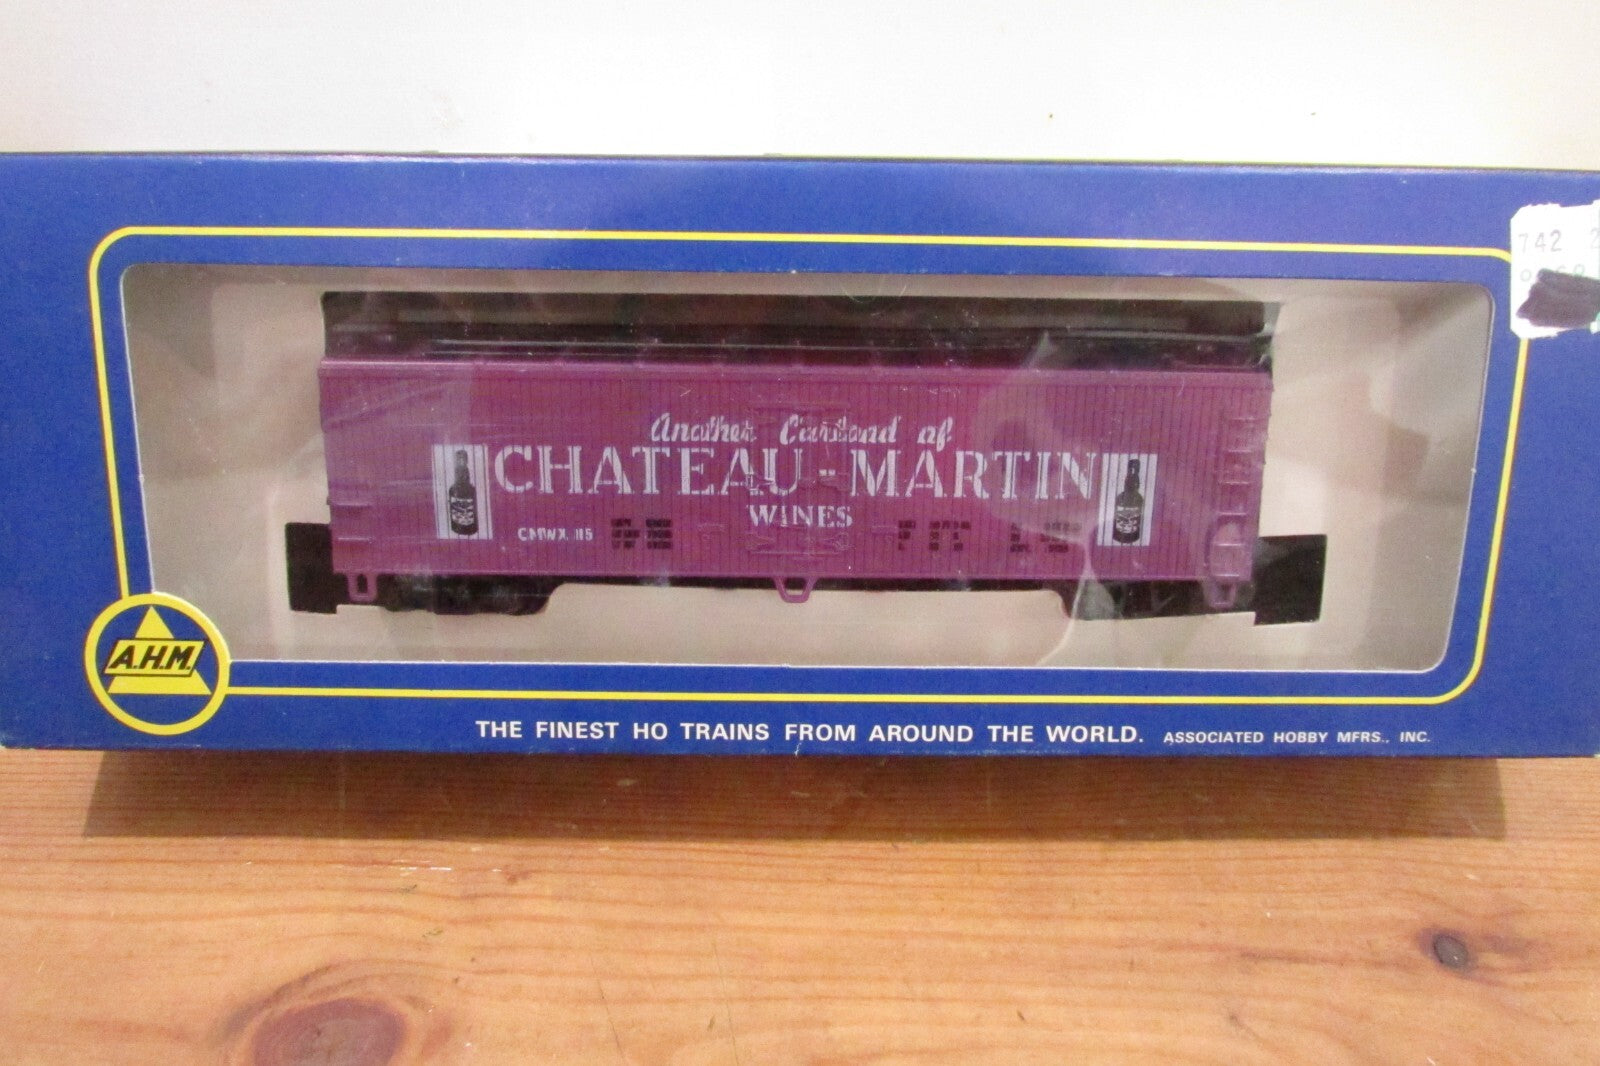 742 2
Another Carload of
CHATEAU-MARTIN
WINES
CMWX 115
A.H.M.
THE FINEST HO TRAINS FROM AROUND THE WORLD. ASSOCIATED HOBBY MFRS., INC.